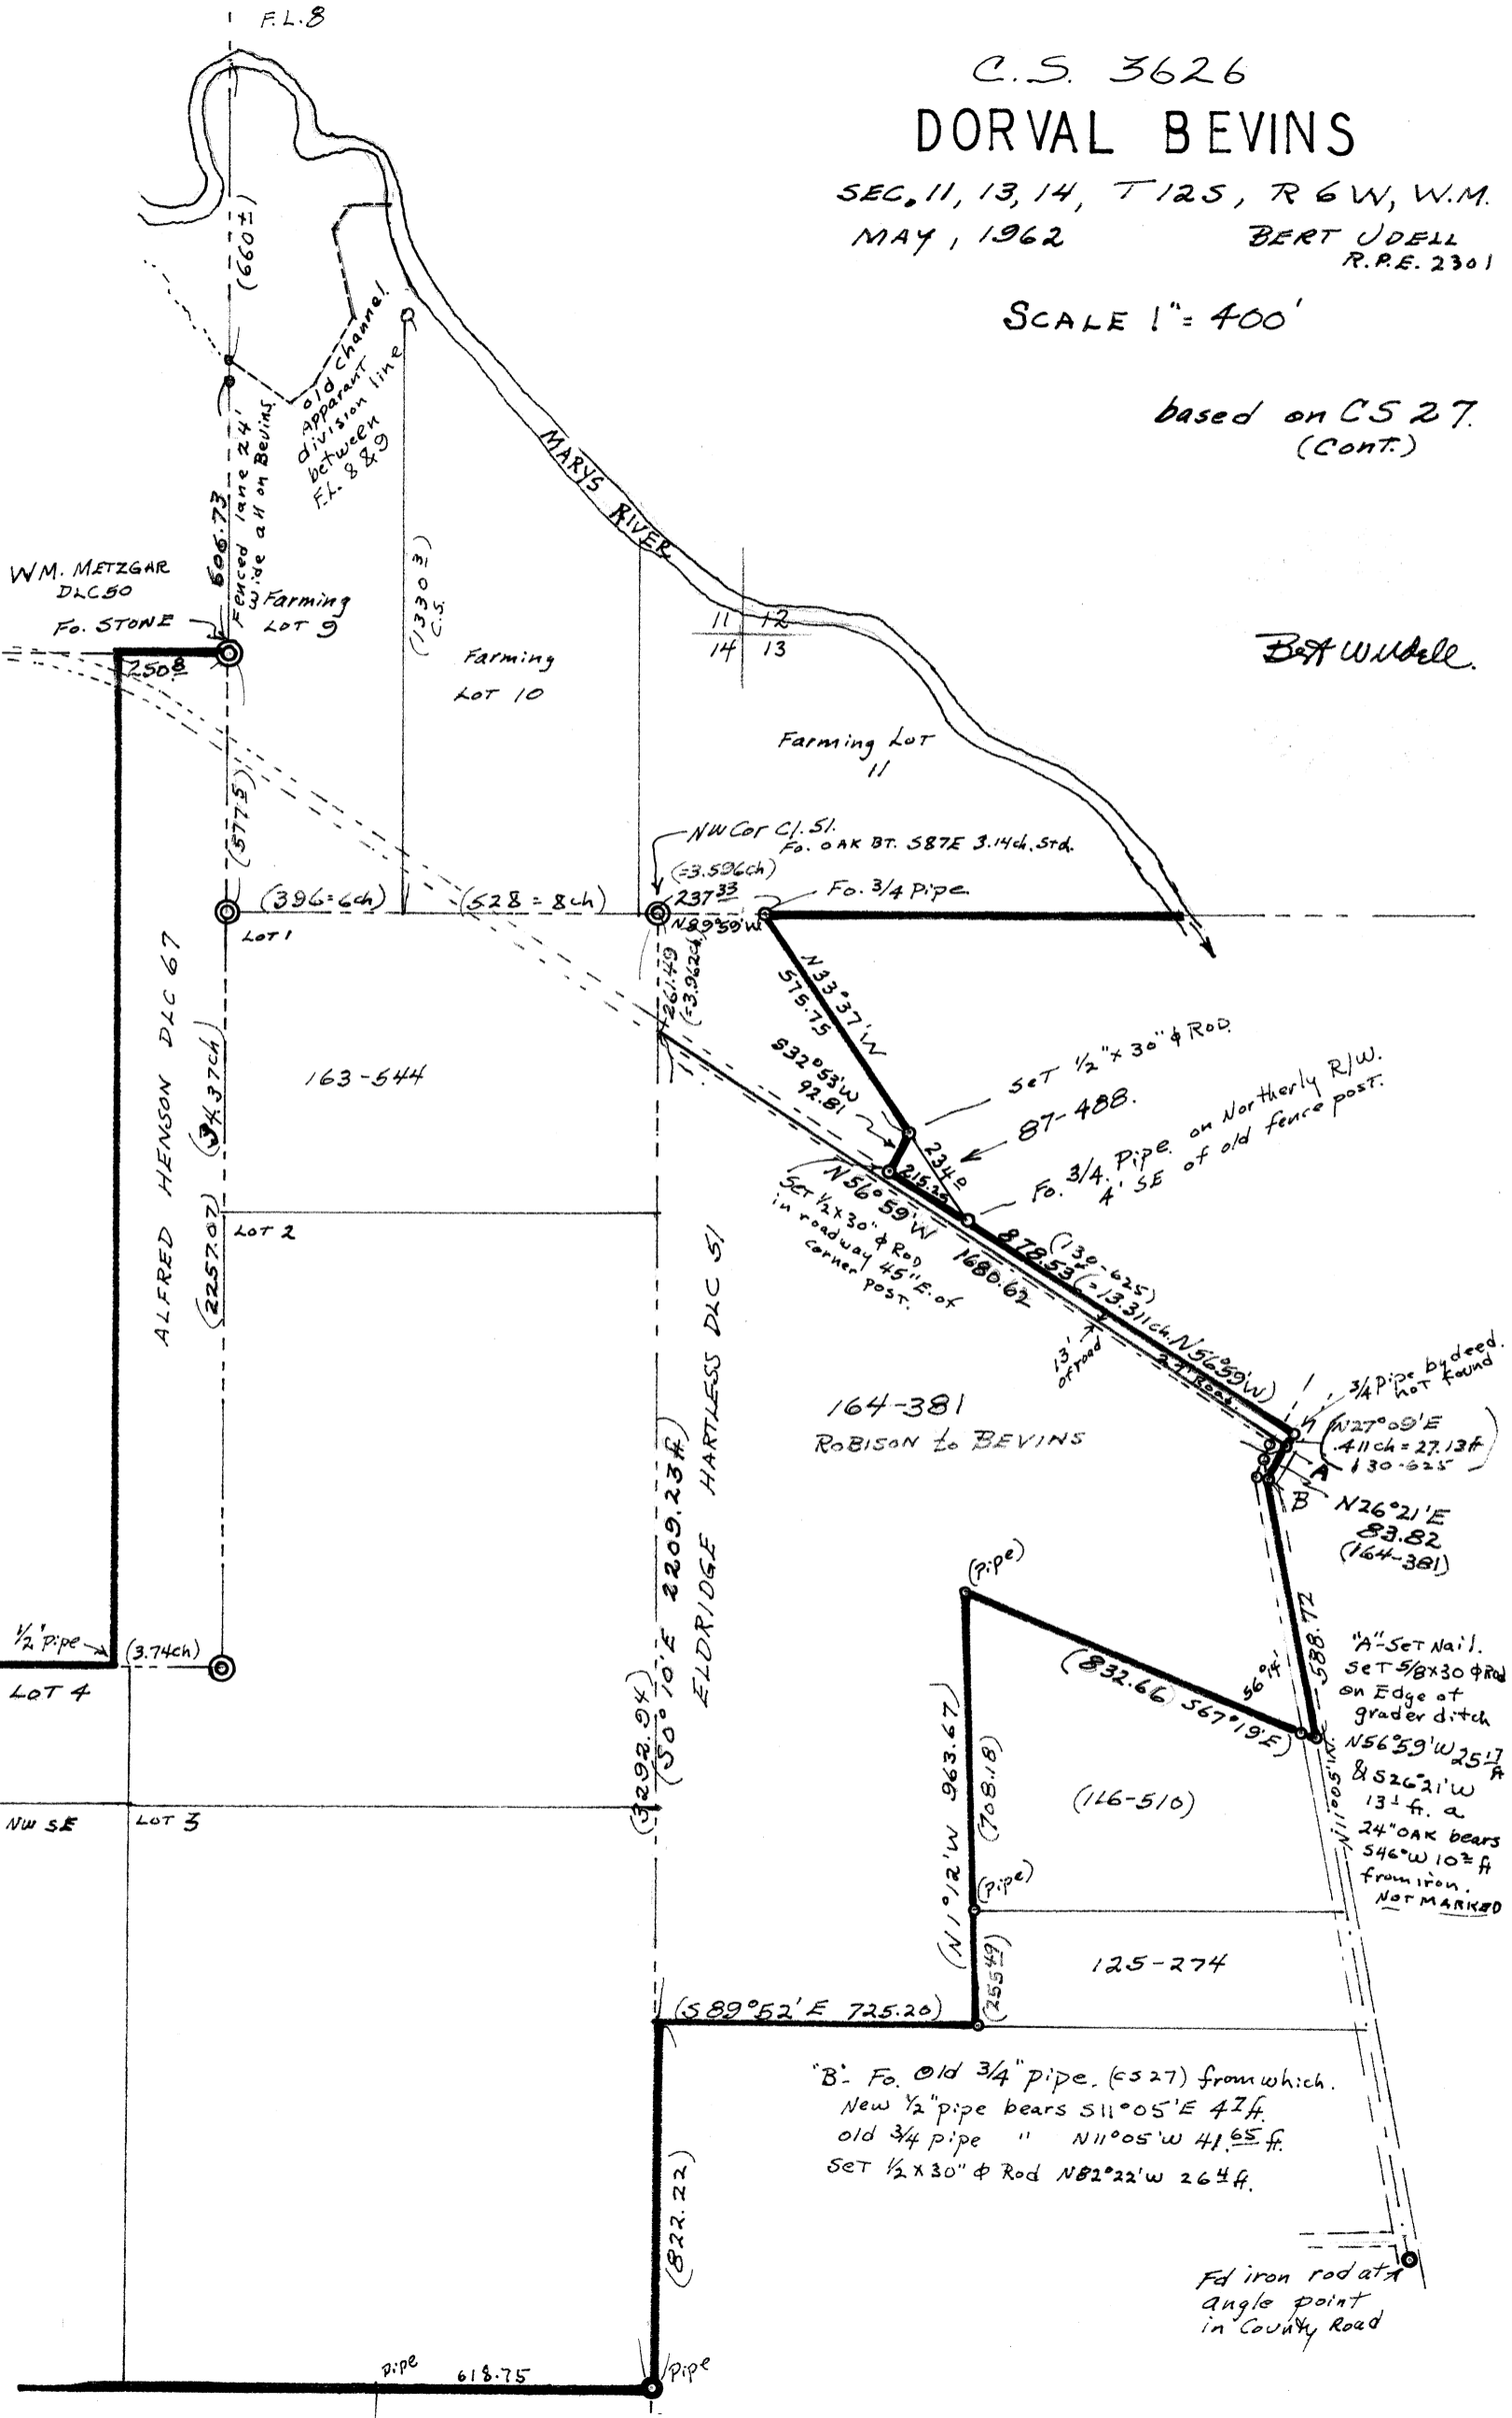 F.L.8
C.S. 3626
DORVAL BEVINS
SEC. 11, 13, 14, T 12 S, R 6 W, W.M.
MAY, 1962 BERT UDELL
R.P.E. 2301
SCALE 1" = 400'
based on CS 27.
(CONT.)
(660±)
old channel
Apparant
division line
between
F.L. 8 & 9
606.73
Fenced lane 24'
wide all on Bevins.
MARYS RIVER
WM. METZGAR
DLC 50
Fo. STONE
Farming
LOT 9
(1330 3)
C.S.
11 12
14 13
250.8
Farming
LOT 10
Farming LOT
11
(577.5)
NW Cor Cl. 51.
Fo. OAK BT. S87E 3.14ch. Std.
(=3.596ch)
237.33
N89°59'W
Fo. 3/4 Pipe
(396=6ch)
(528=8ch)
LOT 1
261.49
(=3.962ch)
N33°37'W
575.75
ALFRED HENSON DLC 67
(2257.07) (34.37ch)
163-544
S32°53'W
92.81
SET 1/2" x 30" φ ROD.
87-488.
234.0
215.25
Fo. 3/4 Pipe on Northerly R/W.
4' SE of old fence post.
LOT 2
N56°59'W
1680.62
SET 1/2 x 30" φ ROD
in roadway 45" E. of
corner post.
(130-625)
878.53 (=13.311ch. N56°59'W)
13'
of road
27' Road.
ELDRIDGE HARTLESS DLC 51
164-381
ROBISON to BEVINS
3/4 Pipe by deed.
not found
(N27°09'E
.411ch = 27.13ft
130-625)
A
B
N26°21'E
83.82
(164-381)
(S0°10'E 2209.23ft)
(3292.94)
(pipe)
588.72
(832.66) S67°19'E)
56°14'
1/2" pipe
(3.74ch)
LOT 4
"A"-SET Nail.
SET 5/8x30 φ Rod
on Edge of
grader ditch
N56°59'W 25.17 ft
& S26°21'W
13.1 ft. a
24" OAK bears
S46°W 10.2 ft
from iron.
NOT MARKED
(N1°12'W 963.67)
(708.18)
(116-510)
N11°05'W
NW SE
LOT 3
(pipe)
(255.49)
125-274
(S89°52'E 725.20)
"B"- Fo. Old 3/4" pipe. (CS 27) from which.
New 1/2" pipe bears S11°05'E 4.7 ft.
old 3/4 pipe " N11°05'W 41.65 ft.
SET 1/2 x 30" φ Rod N82°22'W 26.4 ft.
(822.22)
Fd iron rod at
angle point
in County Road
pipe 618.75 pipe